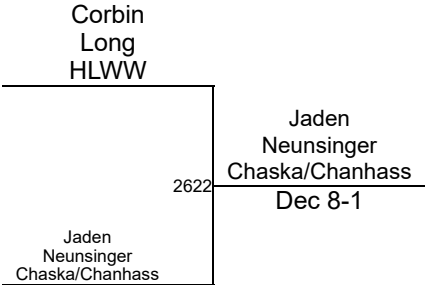 Corbin
Long
HLWW
Jaden
Neunsinger
Chaska/Chanhass
2622
Dec 8-1
Jaden
Neunsinger
Chaska/Chanhass